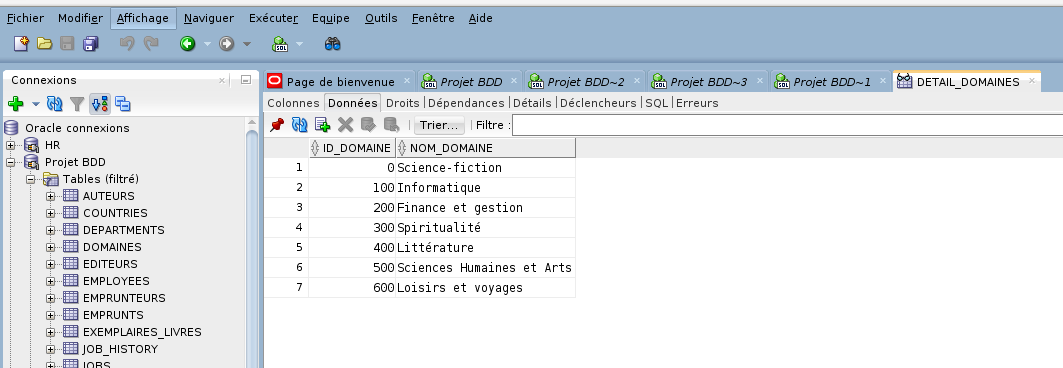 Fichier Modifier Affichage Naviguer Exécuter Equipe Outils Fenêtre Aide
SQL
Connexions
Page de bienvenue Projet BDD Projet BDD~2 Projet BDD~3 Projet BDD~1 DETAIL_DOMAINES
Colonnes Données Droits Dépendances Détails Déclencheurs SQL Erreurs
Trier... Filtre :
Oracle connexions
HR
Projet BDD
Tables (filtré)
AUTEURS
COUNTRIES
DEPARTMENTS
DOMAINES
EDITEURS
EMPLOYEES
EMPRUNTEURS
EMPRUNTS
EXEMPLAIRES_LIVRES
JOB_HISTORY
JOBS
ID_DOMAINE NOM_DOMAINE
1 0 Science-fiction
2 100 Informatique
3 200 Finance et gestion
4 300 Spiritualité
5 400 Littérature
6 500 Sciences Humaines et Arts
7 600 Loisirs et voyages